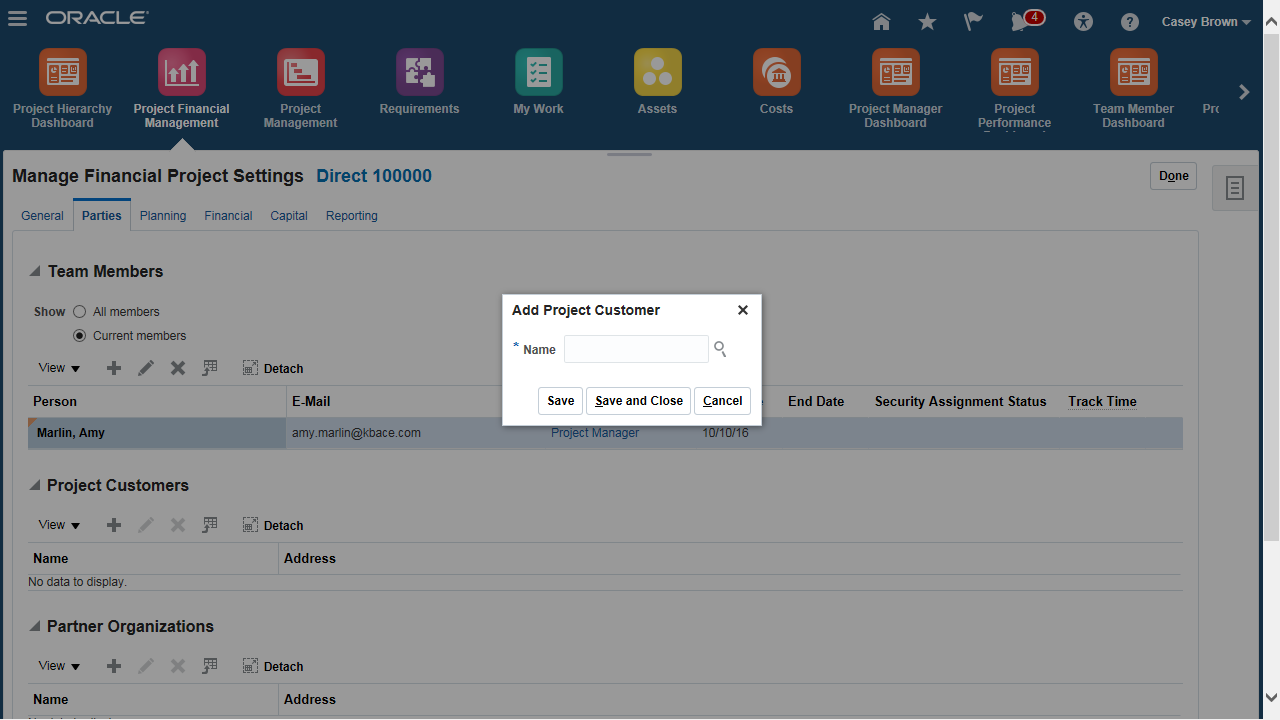 ORACLE
4
Casey Brown
Project Hierarchy Dashboard
Project Financial Management
Project Management
Requirements
My Work
Assets
Costs
Project Manager Dashboard
Project Performance
Team Member Dashboard
Manage Financial Project Settings Direct 100000
Done
General Parties Planning Financial Capital Reporting
Team Members
Show All members
Current members
View Detach
Add Project Customer
* Name
Save Save and Close Cancel
Person E-Mail End Date Security Assignment Status Track Time
Marlin, Amy amy.marlin@kbace.com Project Manager 10/10/16
Project Customers
View Detach
Name Address
No data to display.
Partner Organizations
View Detach
Name Address